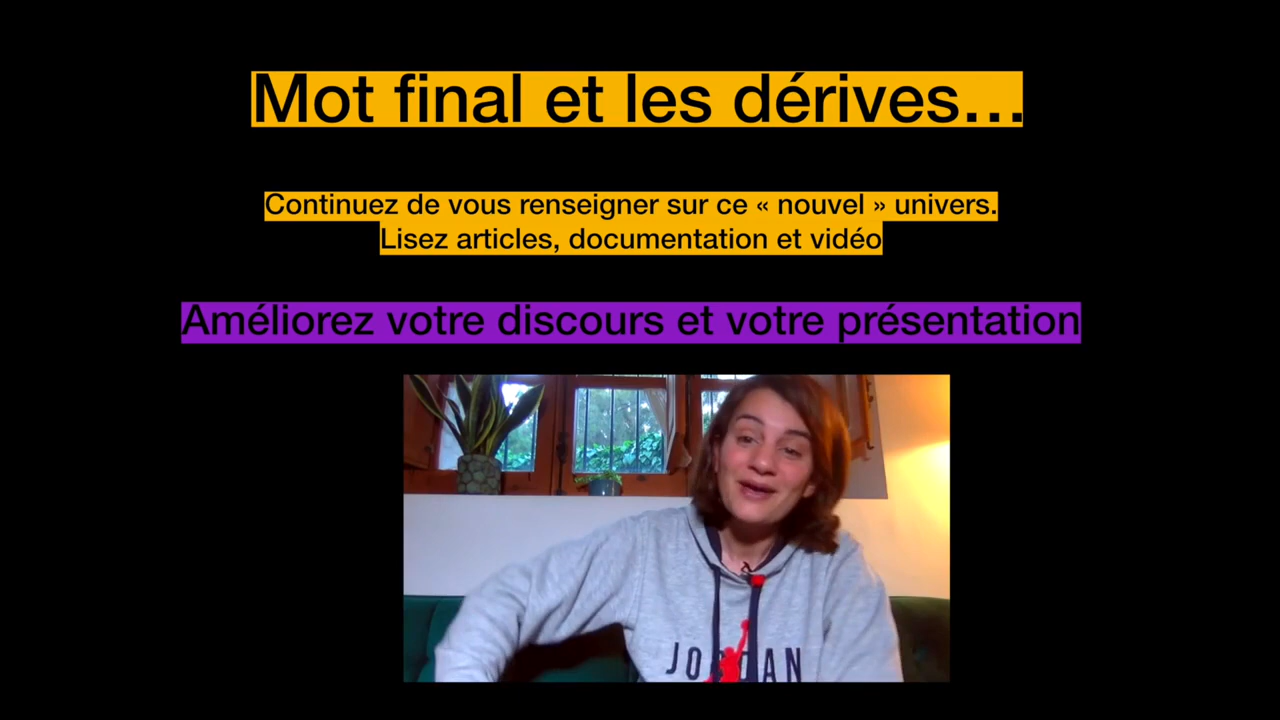 Mot final et les dérives…
Continuez de vous renseigner sur ce « nouvel » univers.
Lisez articles, documentation et vidéo
Améliorez votre discours et votre présentation
JORDAN